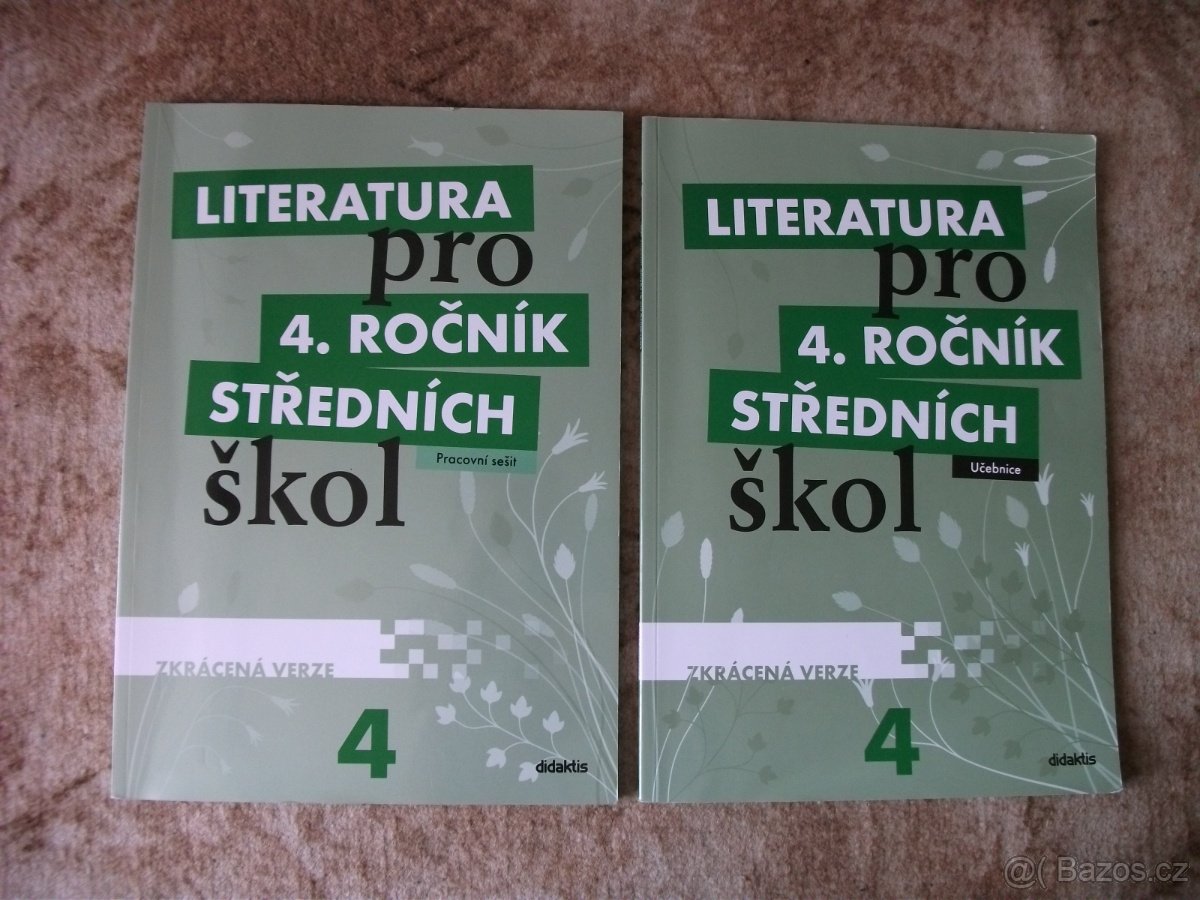 LITERATURA
pro
4. ROČNÍK
STŘEDNÍCH
Pracovní sešit
škol
ZKRÁCENÁ VERZE
4
didaktis
LITERATURA
pro
4. ROČNÍK
STŘEDNÍCH
Učebnice
škol
ZKRÁCENÁ VERZE
4
didaktis
@( Bazos.cz